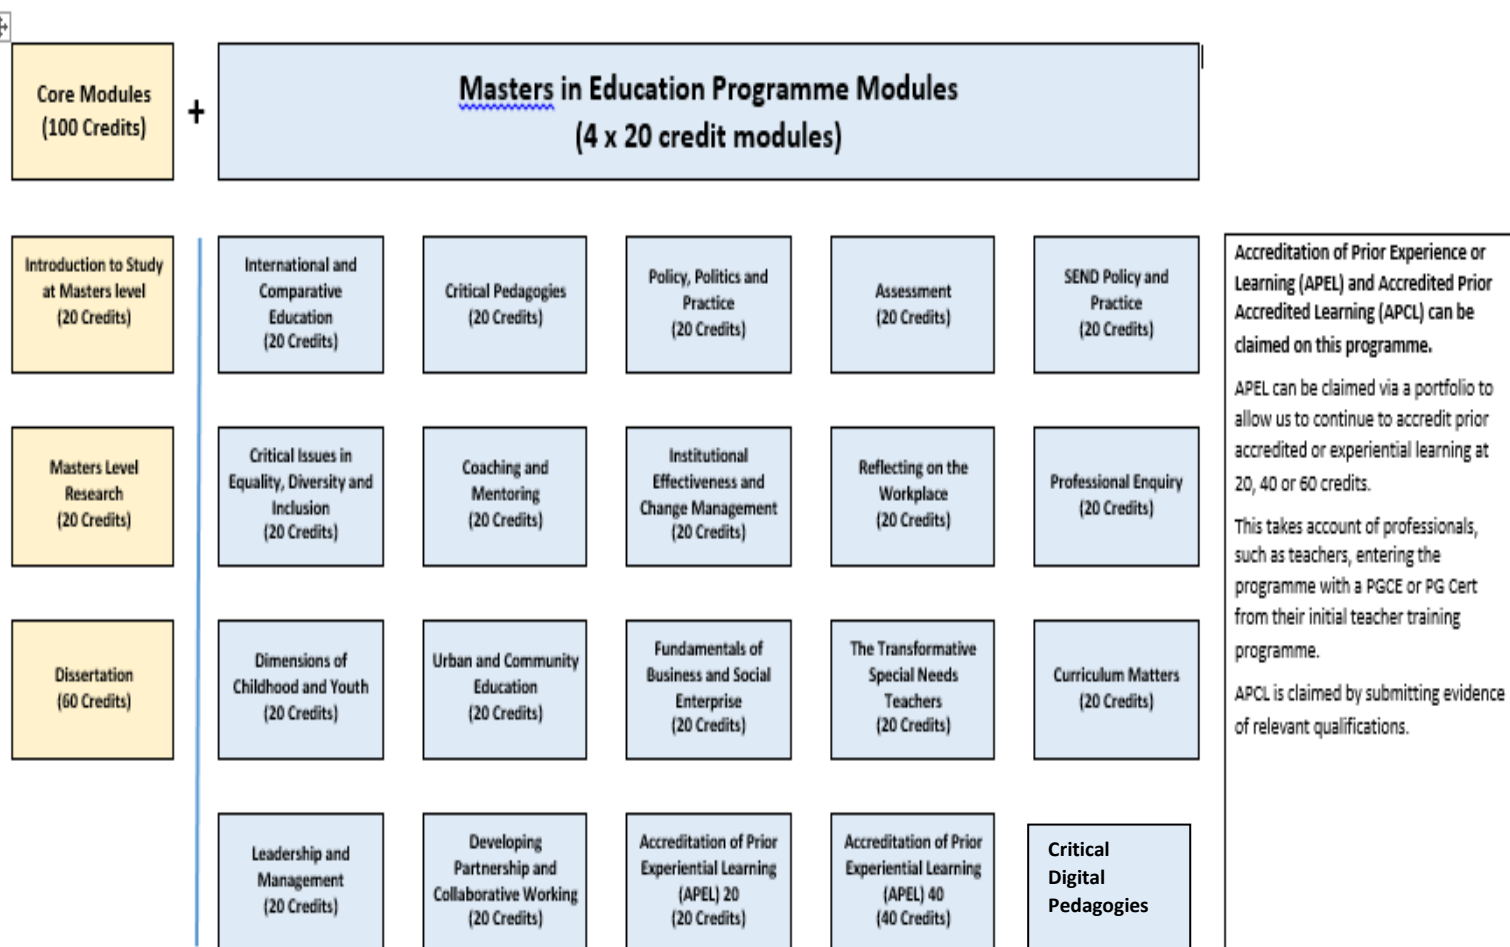 Core Modules
(100 Credits)
+
Masters in Education Programme Modules
(4 x 20 credit modules)
Introduction to Study
at Masters level
(20 Credits)
International and
Comparative
Education
(20 Credits)
Critical Pedagogies
(20 Credits)
Policy, Politics and
Practice
(20 Credits)
Assessment
(20 Credits)
SEND Policy and
Practice
(20 Credits)
Masters Level
Research
(20 Credits)
Critical Issues in
Equality, Diversity and
Inclusion
(20 Credits)
Coaching and
Mentoring
(20 Credits)
Institutional
Effectiveness and
Change Management
(20 Credits)
Reflecting on the
Workplace
(20 Credits)
Professional Enquiry
(20 Credits)
Dissertation
(60 Credits)
Dimensions of
Childhood and Youth
(20 Credits)
Urban and Community
Education
(20 Credits)
Fundamentals of
Business and Social
Enterprise
(20 Credits)
The Transformative
Special Needs
Teachers
(20 Credits)
Curriculum Matters
(20 Credits)
Leadership and
Management
(20 Credits)
Developing
Partnership and
Collaborative Working
(20 Credits)
Accreditation of Prior
Experiential Learning
(APEL) 20
(20 Credits)
Accreditation of Prior
Experiential Learning
(APEL) 40
(40 Credits)
Critical
Digital
Pedagogies
Accreditation of Prior Experience or
Learning (APEL) and Accredited Prior
Accredited Learning (APCL) can be
claimed on this programme.
APEL can be claimed via a portfolio to
allow us to continue to accredit prior
accredited or experiential learning at
20, 40 or 60 credits.
This takes account of professionals,
such as teachers, entering the
programme with a PGCE or PG Cert
from their initial teacher training
programme.
APCL is claimed by submitting evidence
of relevant qualifications.